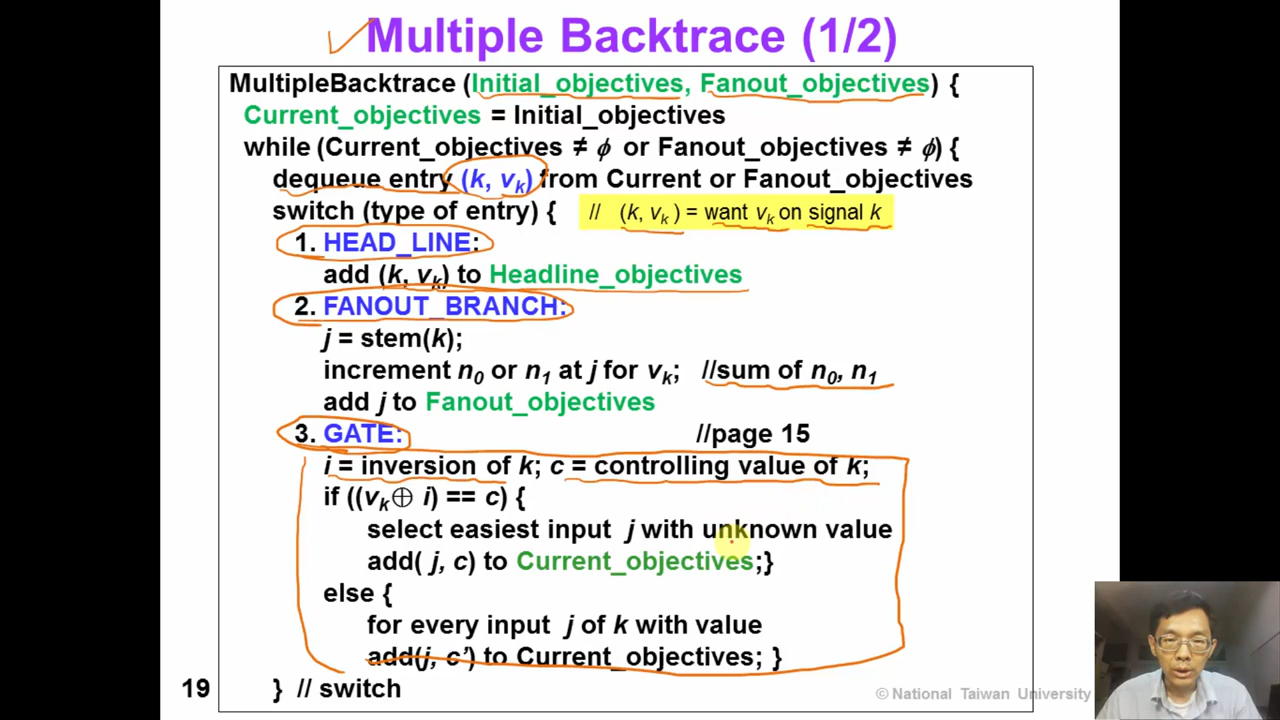 Multiple Backtrace (1/2)
MultipleBacktrace (Initial_objectives, Fanout_objectives) {
Current_objectives = Initial_objectives
while (Current_objectives ≠ ϕ or Fanout_objectives ≠ ϕ) {
dequeue entry (k, vk) from Current or Fanout_objectives
switch (type of entry) { // (k, vk ) = want vk on signal k
1. HEAD_LINE:
add (k, vk) to Headline_objectives
2. FANOUT_BRANCH:
j = stem(k);
increment n0 or n1 at j for vk; //sum of n0, n1
add j to Fanout_objectives
3. GATE: //page 15
i = inversion of k; c = controlling value of k;
if ((vk⊕ i) == c) {
select easiest input j with unknown value
add( j, c) to Current_objectives;}
else {
for every input j of k with value
add(j, c’) to Current_objectives; }
19 } // switch
© National Taiwan University